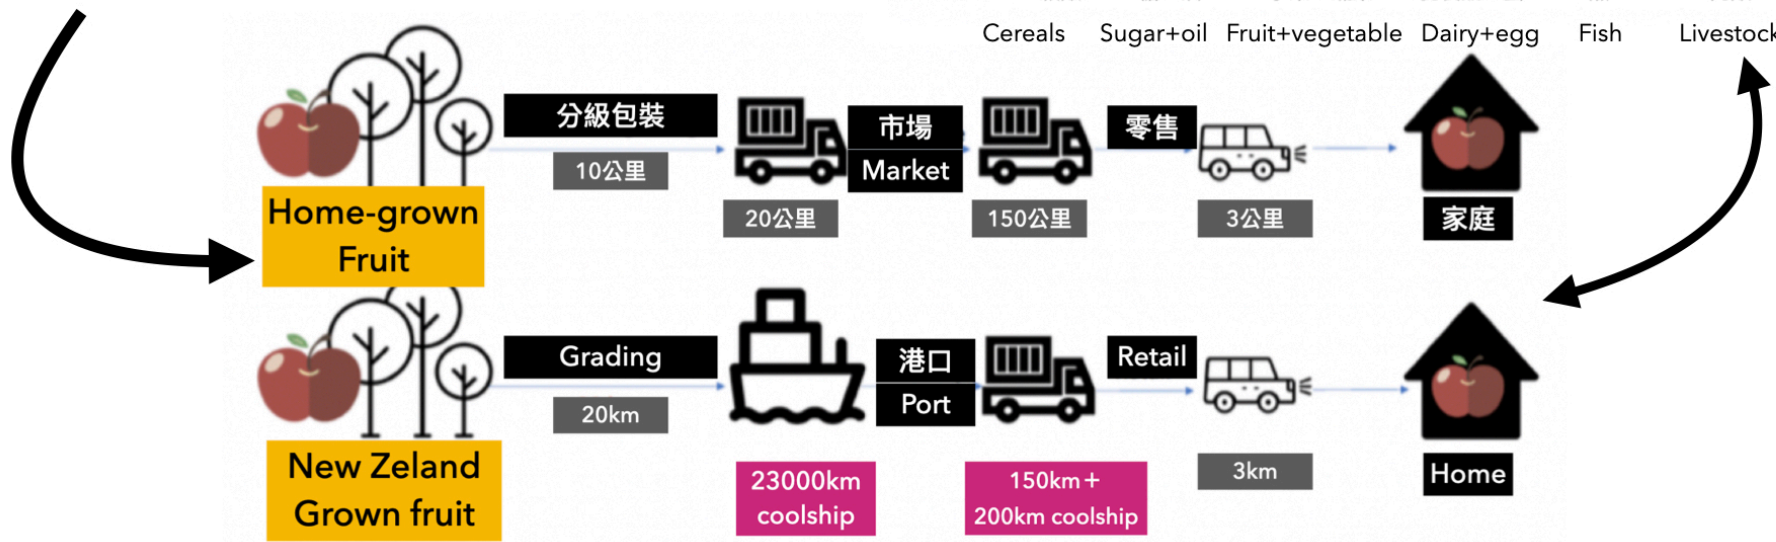 Cereals Sugar+oil Fruit+vegetable Dairy+egg Fish Livestock
分級包裝
10公里
市場
Market
零售
20公里
150公里
3公里
家庭
Home-grown
Fruit
Grading
20km
港口
Port
Retail
New Zeland
Grown fruit
23000km
coolship
150km+
200km coolship
3km
Home